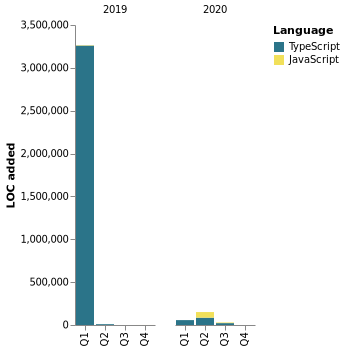 2019
2020
Language
TypeScript
JavaScript
LOC added
3,500,000
3,000,000
2,500,000
2,000,000
1,500,000
1,000,000
500,000
0
Q1
Q2
Q3
Q4
Q1
Q2
Q3
Q4